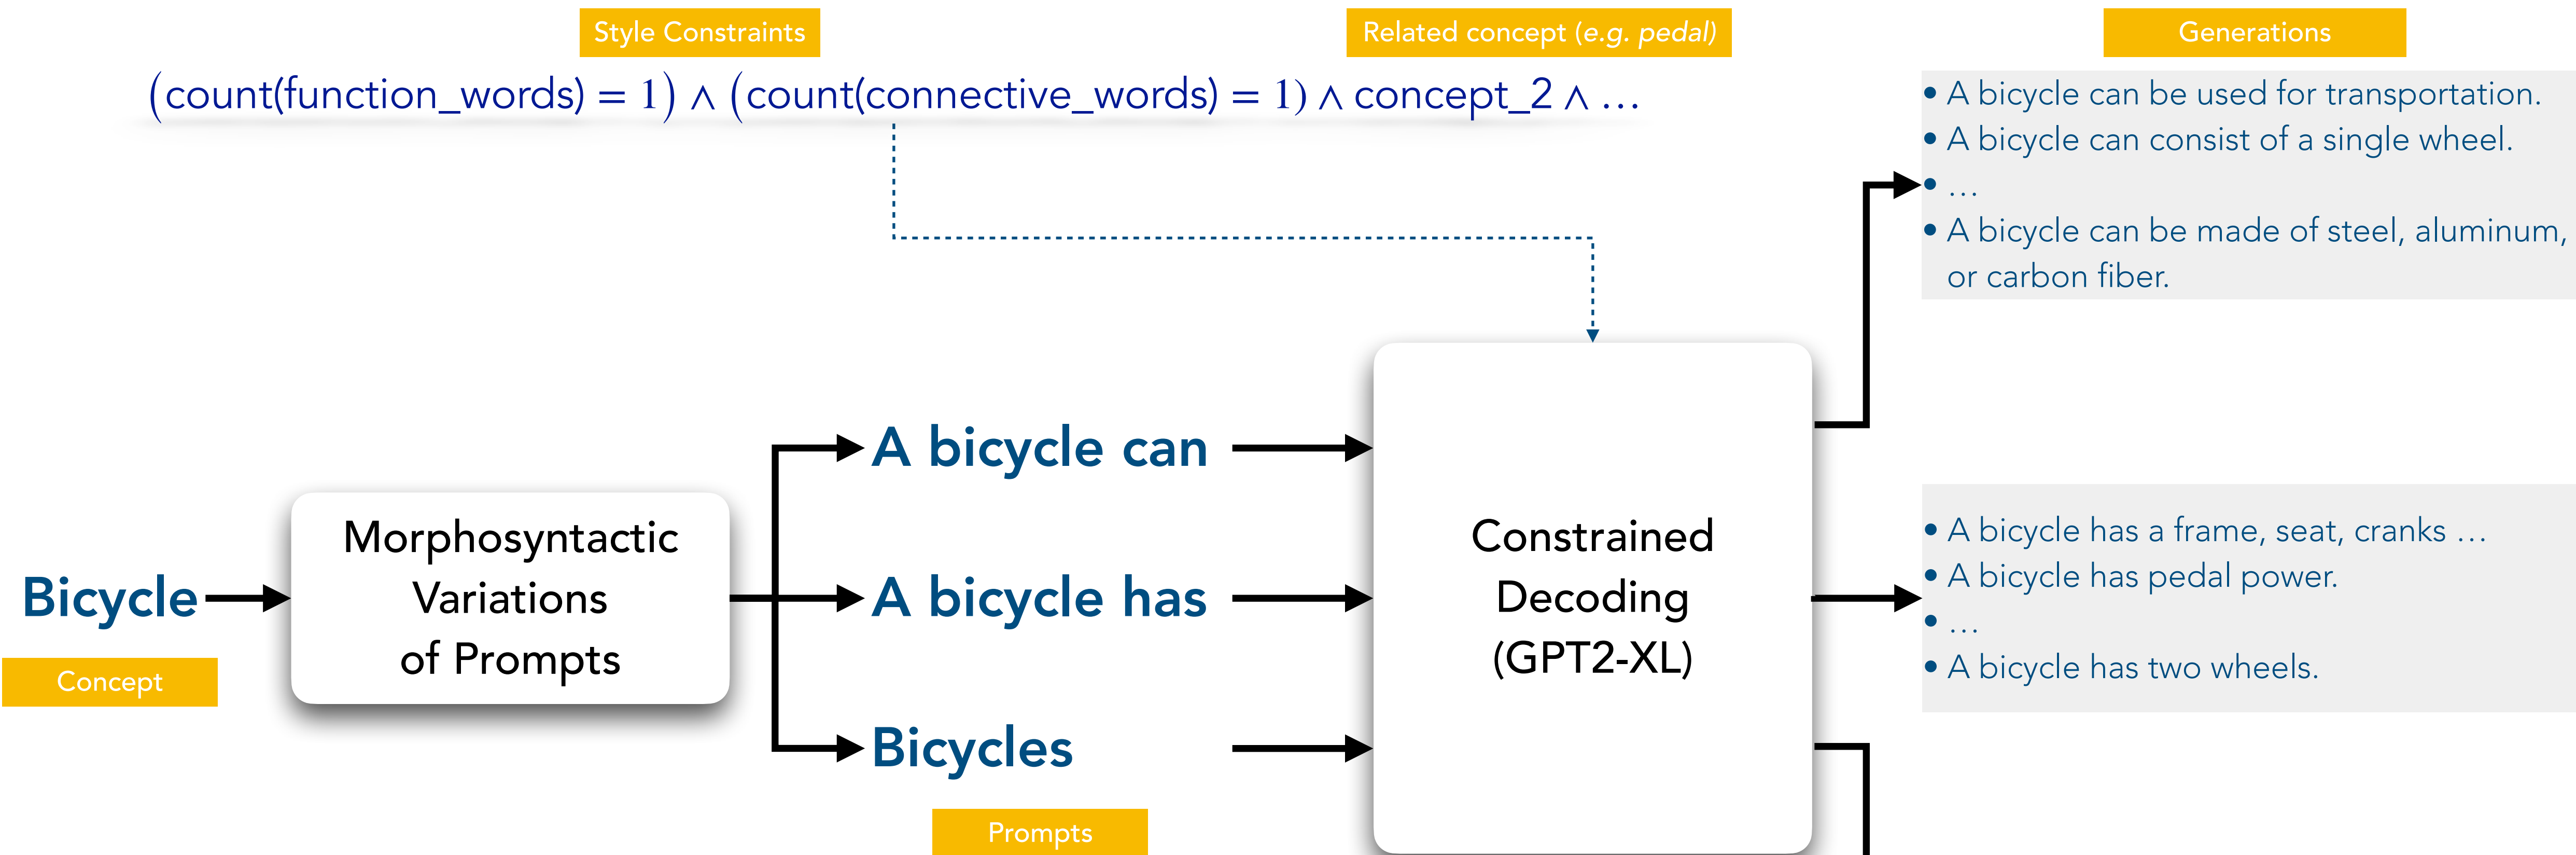 Style Constraints
Related concept (e.g. pedal)
Generations
(count(function_words) = 1) ∧ (count(connective_words) = 1) ∧ concept_2 ∧ …
• A bicycle can be used for transportation.
• A bicycle can consist of a single wheel.
• …
• A bicycle can be made of steel, aluminum,
or carbon fiber.
Bicycle
Concept
Morphosyntactic
Variations
of Prompts
A bicycle can
A bicycle has
Bicycles
Prompts
Constrained
Decoding
(GPT2-XL)
• A bicycle has a frame, seat, cranks …
• A bicycle has pedal power.
• …
• A bicycle has two wheels.